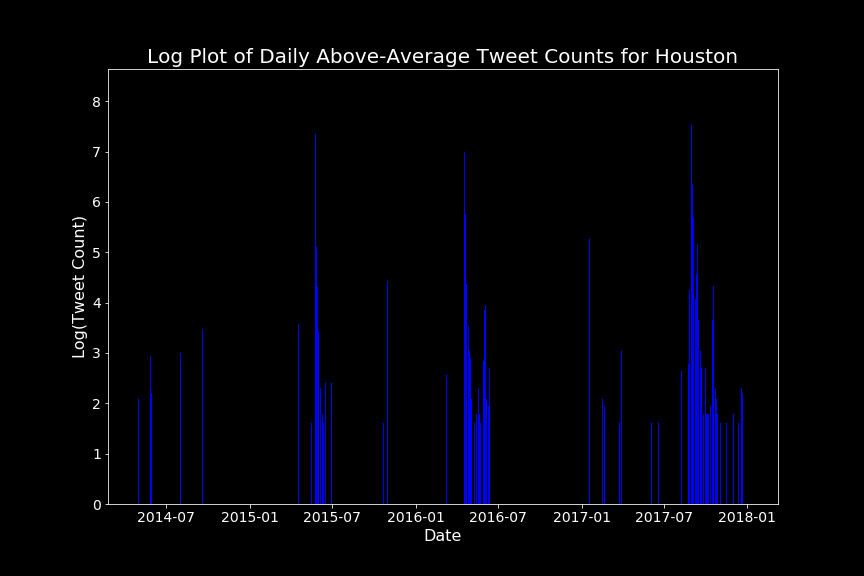 Log Plot of Daily Above-Average Tweet Counts for Houston
8
7
6
5
4
3
2
1
0
Log(Tweet Count)
2014-07 2015-01 2015-07 2016-01 2016-07 2017-01 2017-07 2018-01
Date